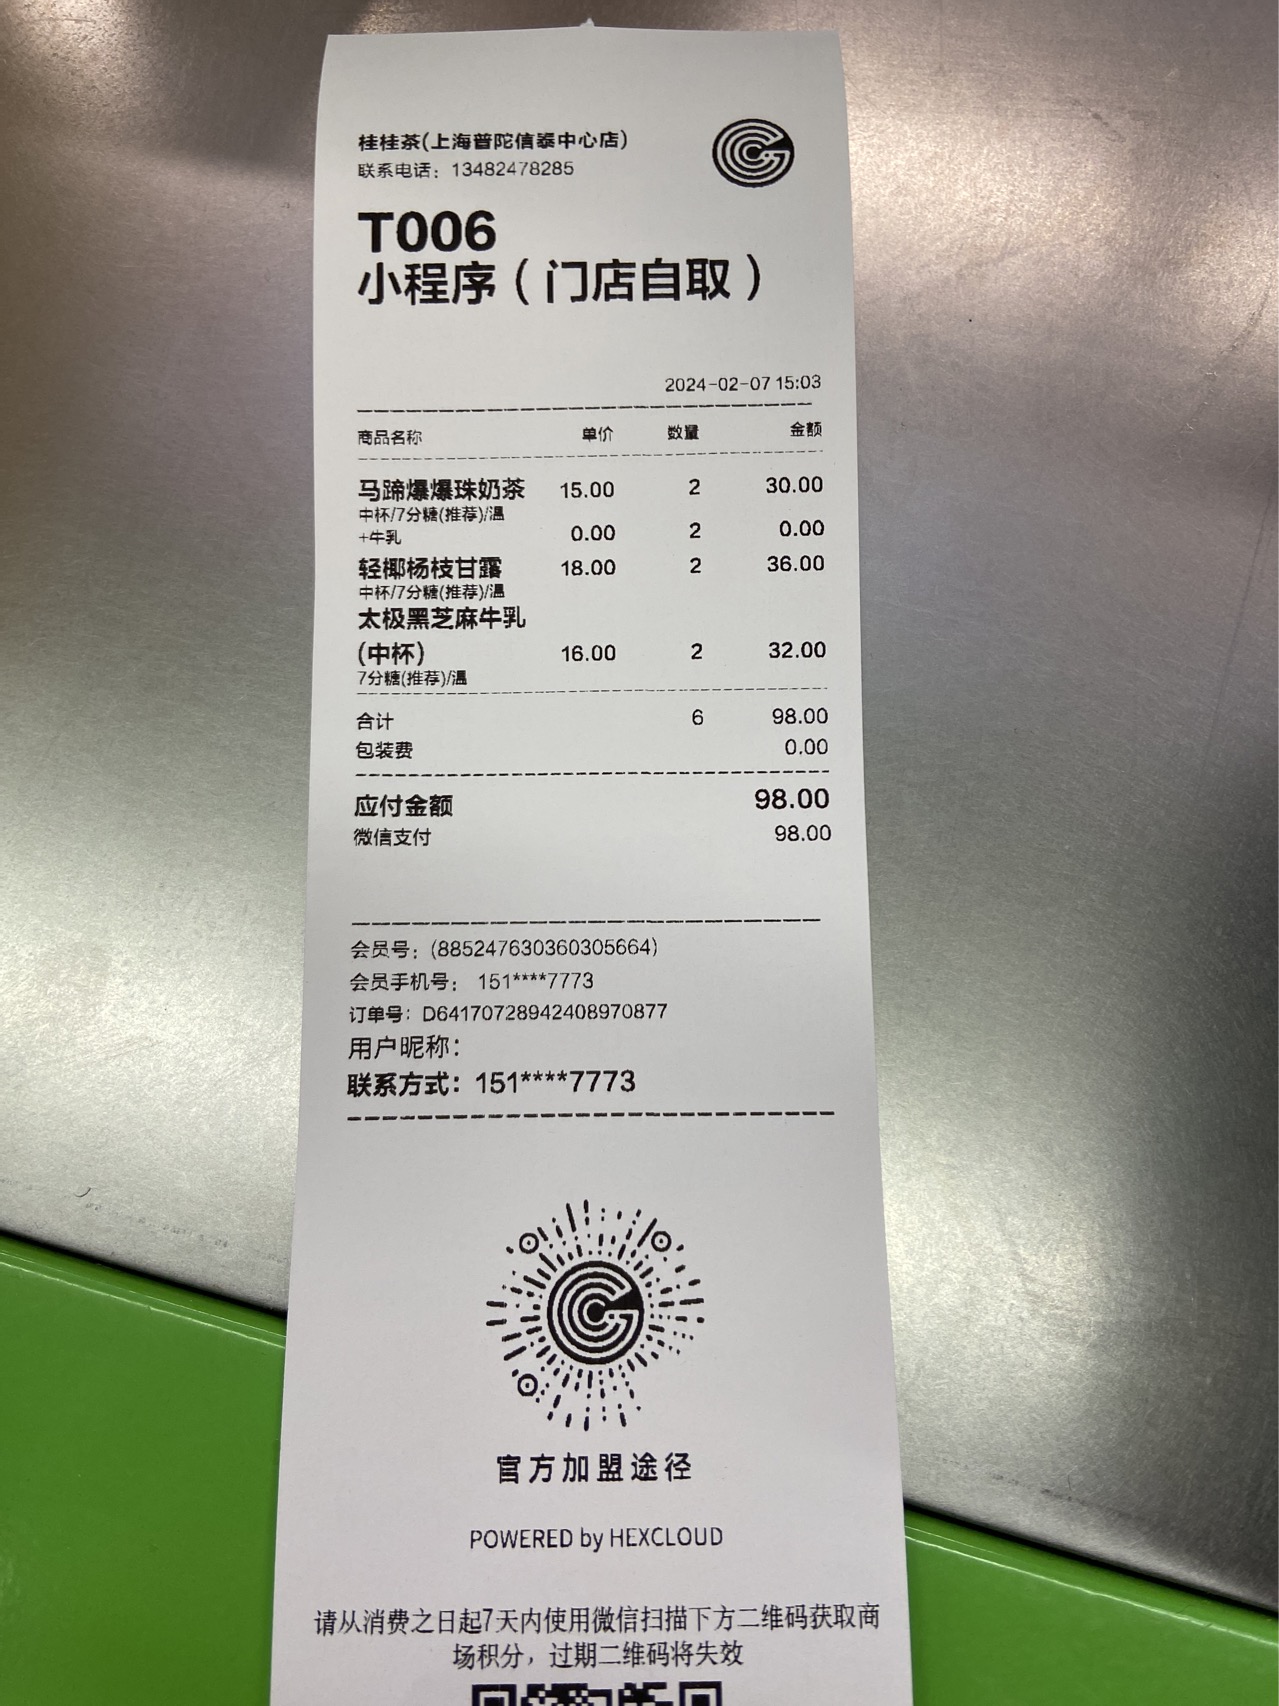 桂桂茶(上海普陀信泰中心店)
联系电话：13482478285
T006
小程序（门店自取）
2024-02-07 15:03
商品名称 单价 数量 金额
马蹄爆爆珠奶茶 15.00 2 30.00
中杯/7分糖(推荐)/温
+牛乳 0.00 2 0.00
轻椰杨枝甘露 18.00 2 36.00
中杯/7分糖(推荐)/温
太极黑芝麻牛乳
(中杯) 16.00 2 32.00
7分糖(推荐)/温
合计 6 98.00
包装费 0.00
应付金额 98.00
微信支付 98.00
会员号：(885247630360305664)
会员手机号： 151****7773
订单号：D64170728942408970877
用户昵称：
联系方式：151****7773
官方加盟途径
POWERED by HEXCLOUD
请从消费之日起7天内使用微信扫描下方二维码获取商
场积分，过期二维码将失效